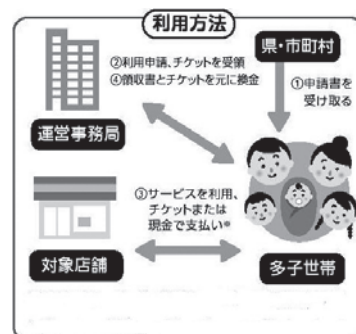 利用方法
県・市町村
②利用申請、チケットを受領
④領収書とチケットを元に換金
①申請書を
受け取る
運営事務局
③サービスを利用、
チケットまたは
現金で支払い※
対象店舗
多子世帯